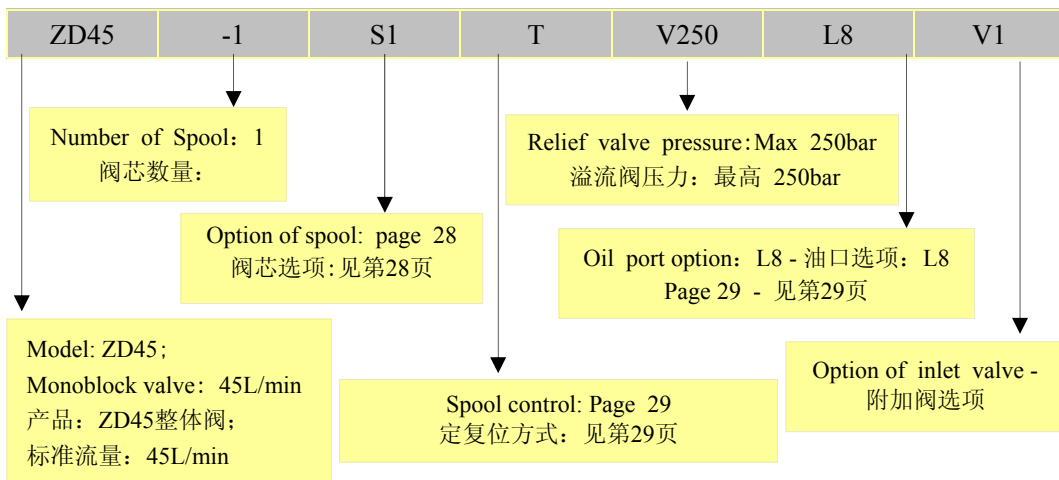 ZD45 -1 S1 T V250 L8 V1
Number of Spool：1
阀芯数量：
Relief valve pressure:Max 250bar
溢流阀压力：最高 250bar
Option of spool: page 28
阀芯选项:见第28页
Oil port option：L8 - 油口选项：L8
Page 29 - 见第29页
Model: ZD45；
Monoblock valve：45L/min
产品：ZD45整体阀；
标准流量：45L/min
Spool control: Page 29
定复位方式：见第29页
Option of inlet valve -
附加阀选项